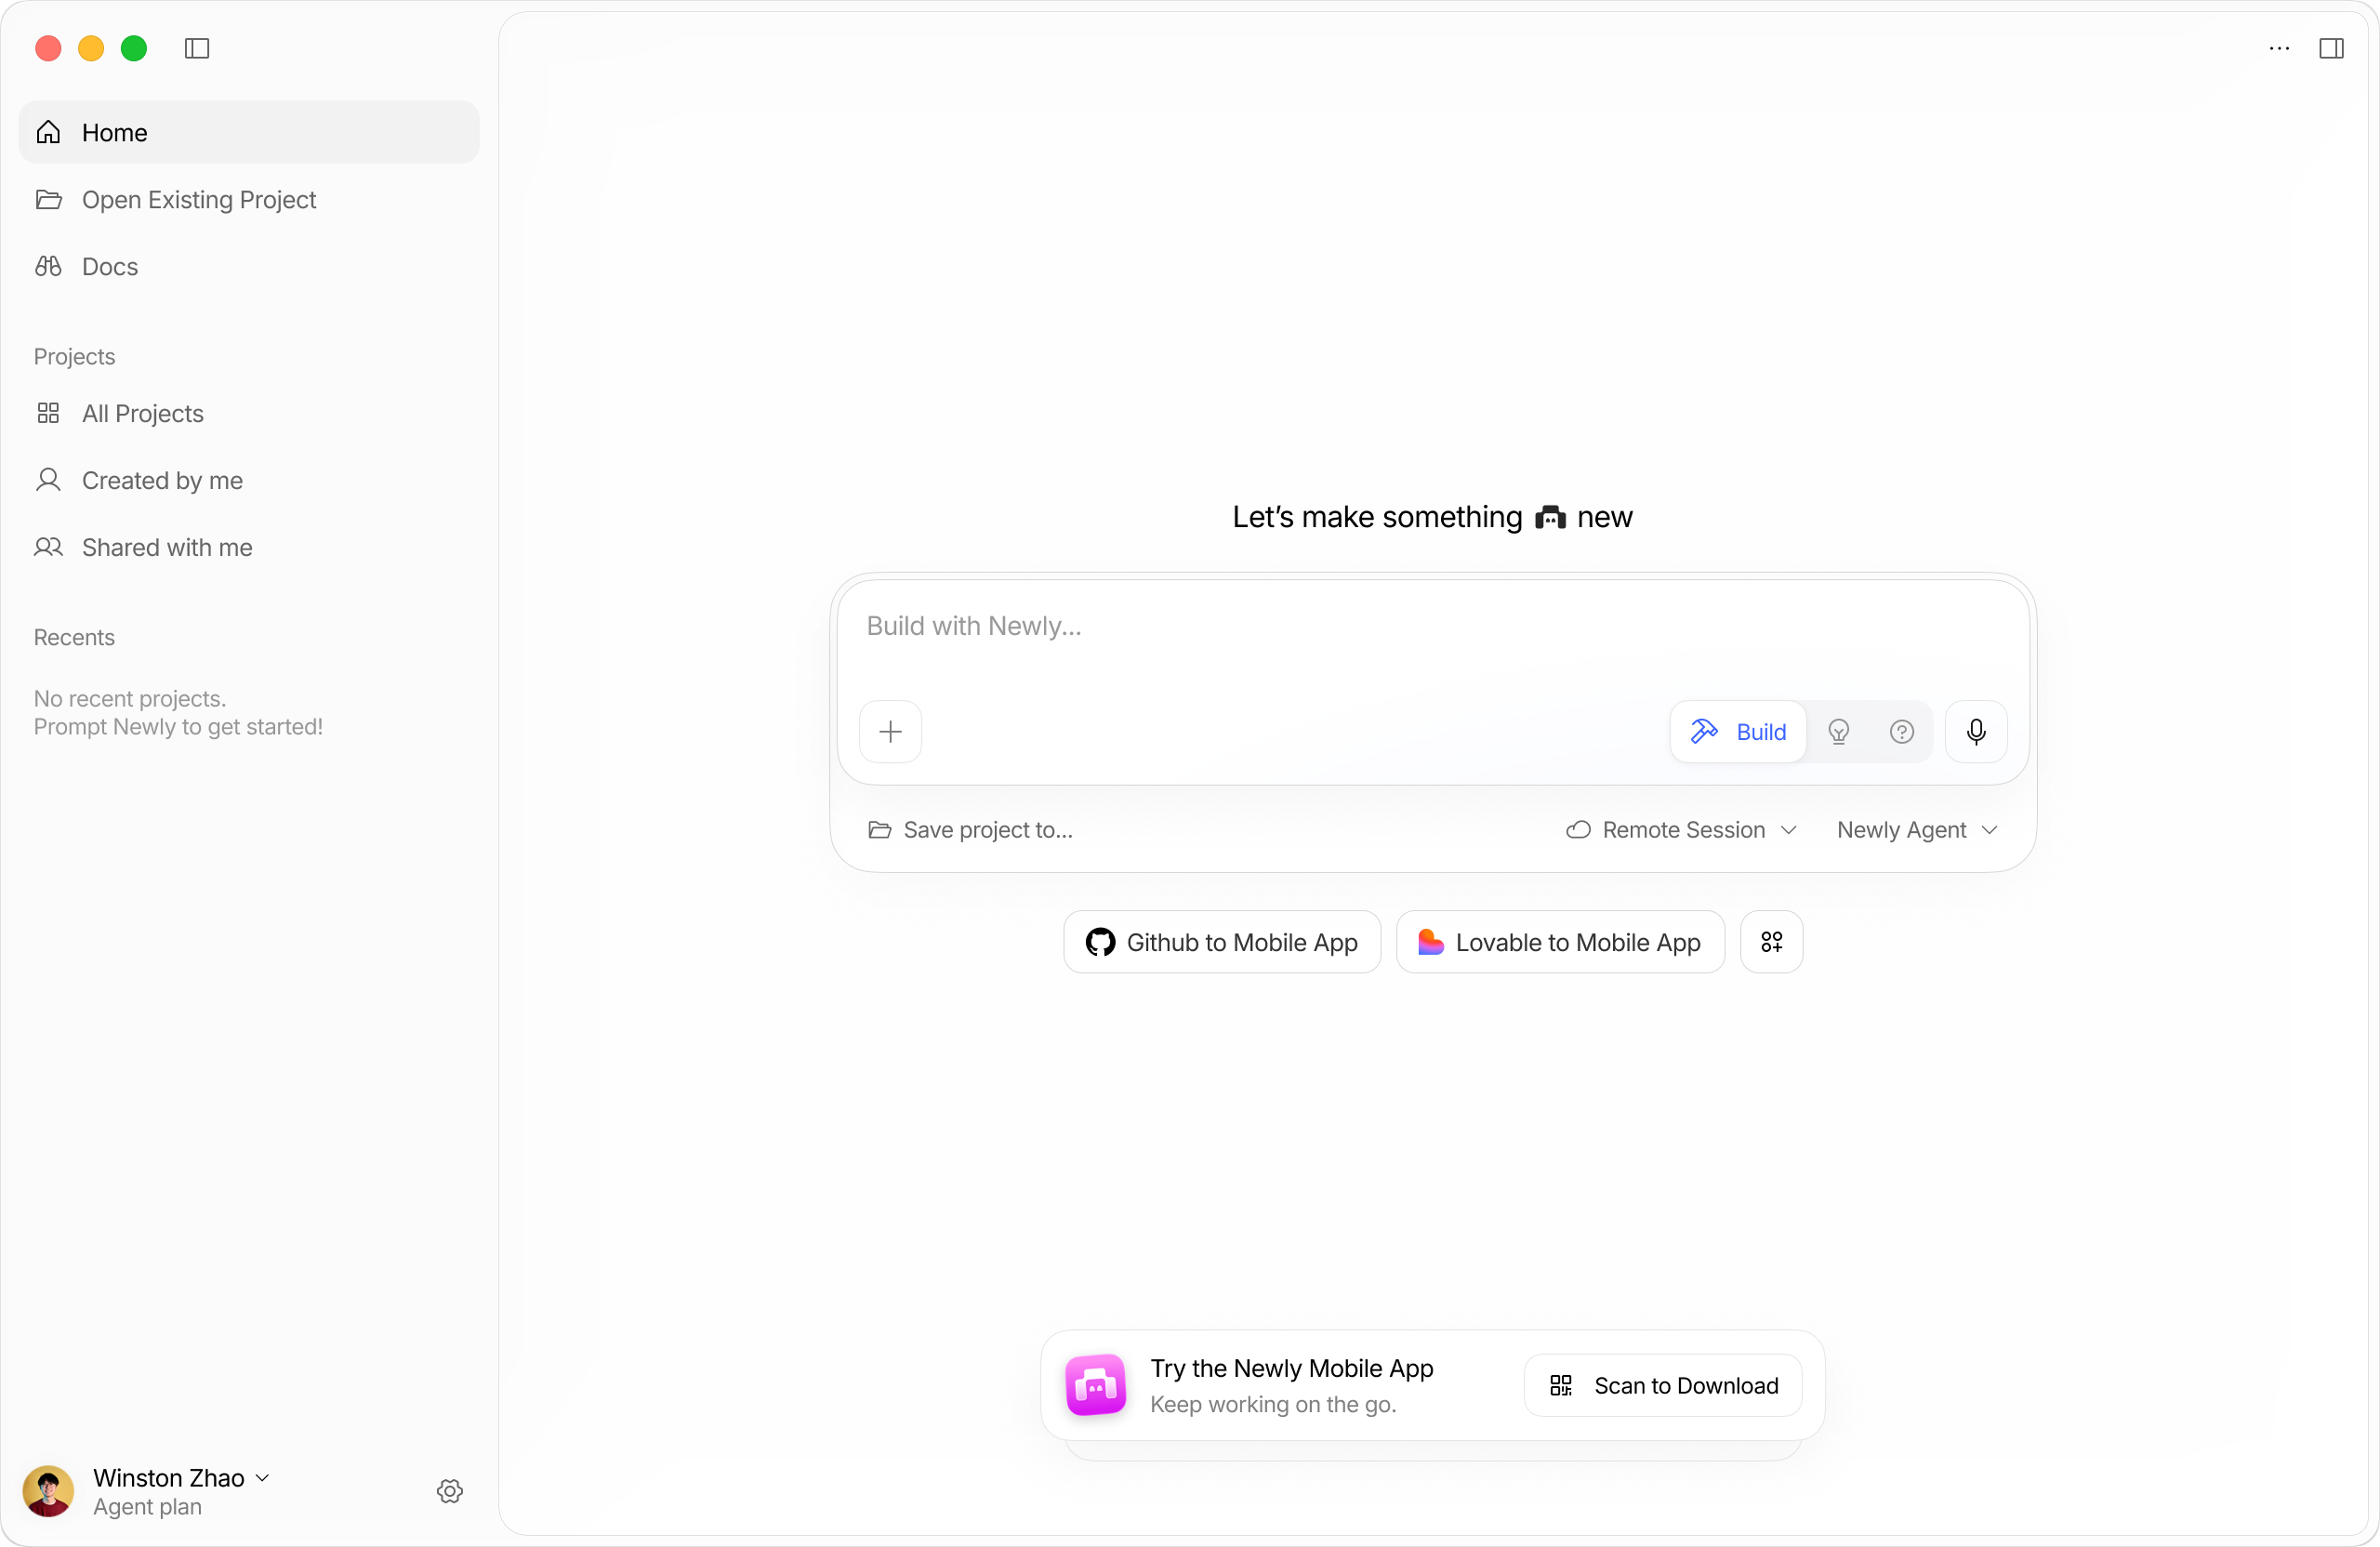 Home
Open Existing Project
Docs
Projects
All Projects
Created by me
Shared with me
Recents
No recent projects.
Prompt Newly to get started!
Winston Zhao
Agent plan
Let’s make something new
Build with Newly...
Build
Save project to...
Remote Session
Newly Agent
Github to Mobile App
Lovable to Mobile App
Try the Newly Mobile App
Keep working on the go.
Scan to Download